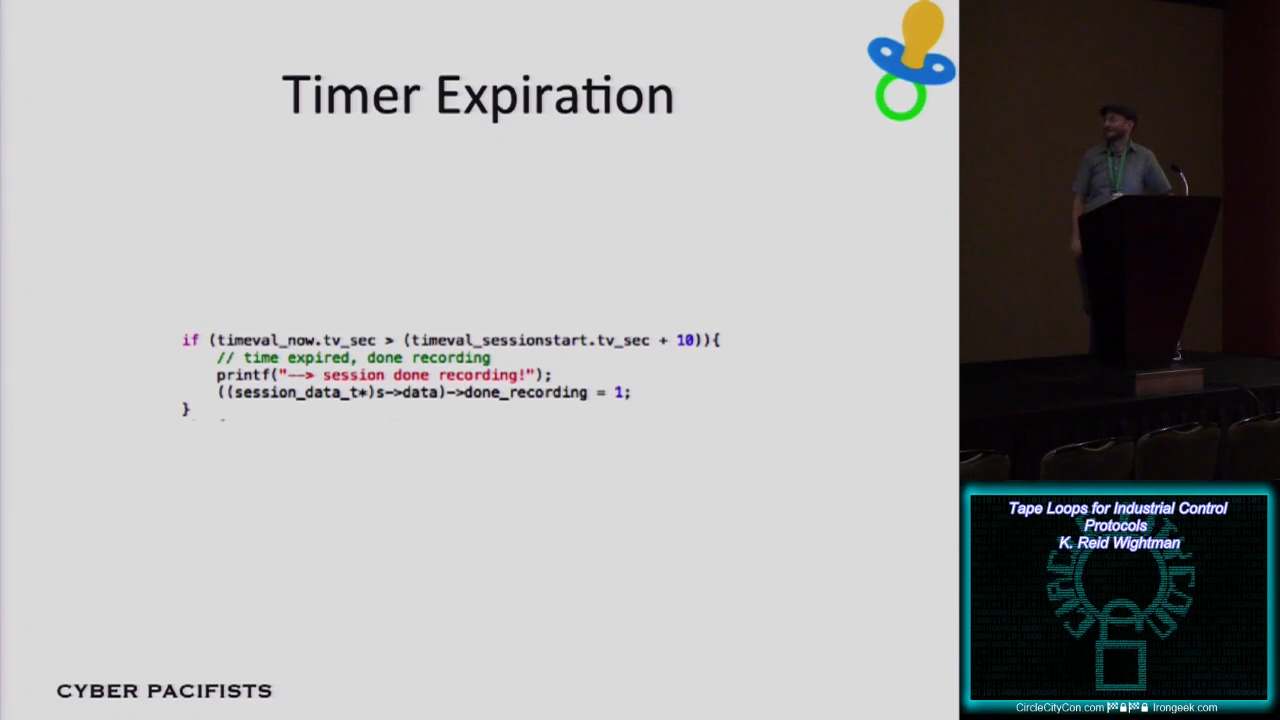 Timer Expiration
if (timeval_now.tv_sec > (timeval_sessionstart.tv_sec + 10)){
// time expired, done recording
printf("--> session done recording!");
((session_data_t*)s->data)->done_recording = 1;
}
CYBER PACIFISTS
Tape Loops for Industrial Control
Protocols
K. Reid Wightman
CircleCityCon.com Irongeek.com